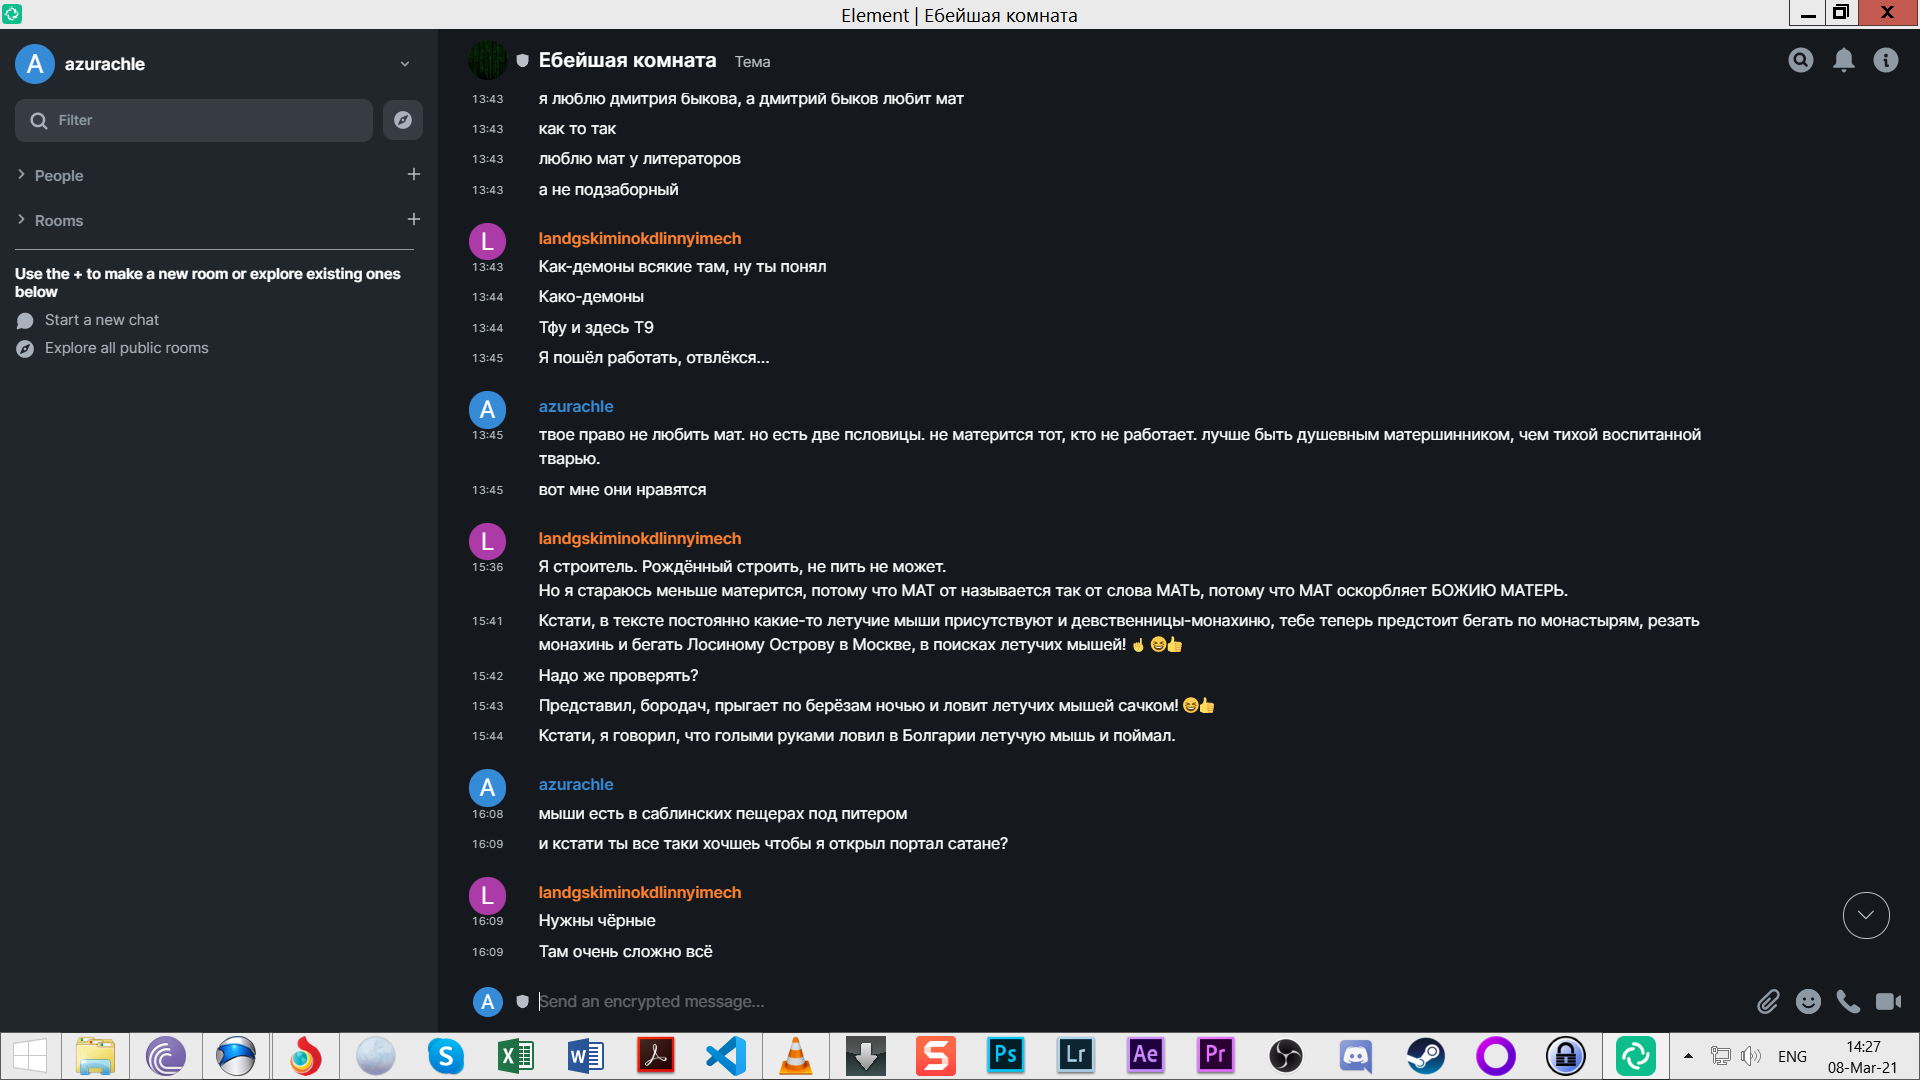 Element | Ебейшая комната
A azurachle
Filter
People
Rooms
Use the + to make a new room or explore existing ones
below
Start a new chat
Explore all public rooms
Ебейшая комната Тема
13:43 я люблю дмитрия быкова, а дмитрий быков любит мат
13:43 как то так
13:43 люблю мат у литераторов
13:43 а не подзаборный
L landgskiminokdlinnyimech
13:43 Как-демоны всякие там, ну ты понял
13:44 Како-демоны
13:44 Тфу и здесь Т9
13:45 Я пошёл работать, отвлёкся...
A azurachle
13:45 твое право не любить мат. но есть две псловицы. не матерится тот, кто не работает. лучше быть душевным матершинником, чем тихой воспитанной
тварью.
13:45 вот мне они нравятся
L landgskiminokdlinnyimech
15:36 Я строитель. Рождённый строить, не пить не может.
Но я стараюсь меньше матерится, потому что МАТ от называется так от слова МАТЬ, потому что МАТ оскорбляет БОЖИЮ МАТЕРЬ.
15:41 Кстати, в тексте постоянно какие-то летучие мыши присутствуют и девственницы-монахиню, тебе теперь предстоит бегать по монастырям, резать
монахинь и бегать Лосиному Острову в Москве, в поисках летучих мышей! ☝😆👍
15:42 Надо же проверять?
15:43 Представил, бородач, прыгает по берёзам ночью и ловит летучих мышей сачком! 😆👍
15:44 Кстати, я говорил, что голыми руками ловил в Болгарии летучую мышь и поймал.
A azurachle
16:08 мыши есть в саблинских пещерах под питером
16:09 и кстати ты все таки хочшеь чтобы я открыл портал сатане?
L landgskiminokdlinnyimech
16:09 Нужны чёрные
16:09 Там очень сложно всё
A Send an encrypted message...
S X W S Ps Lr Ae Pr ENG 14:27
08-Mar-21